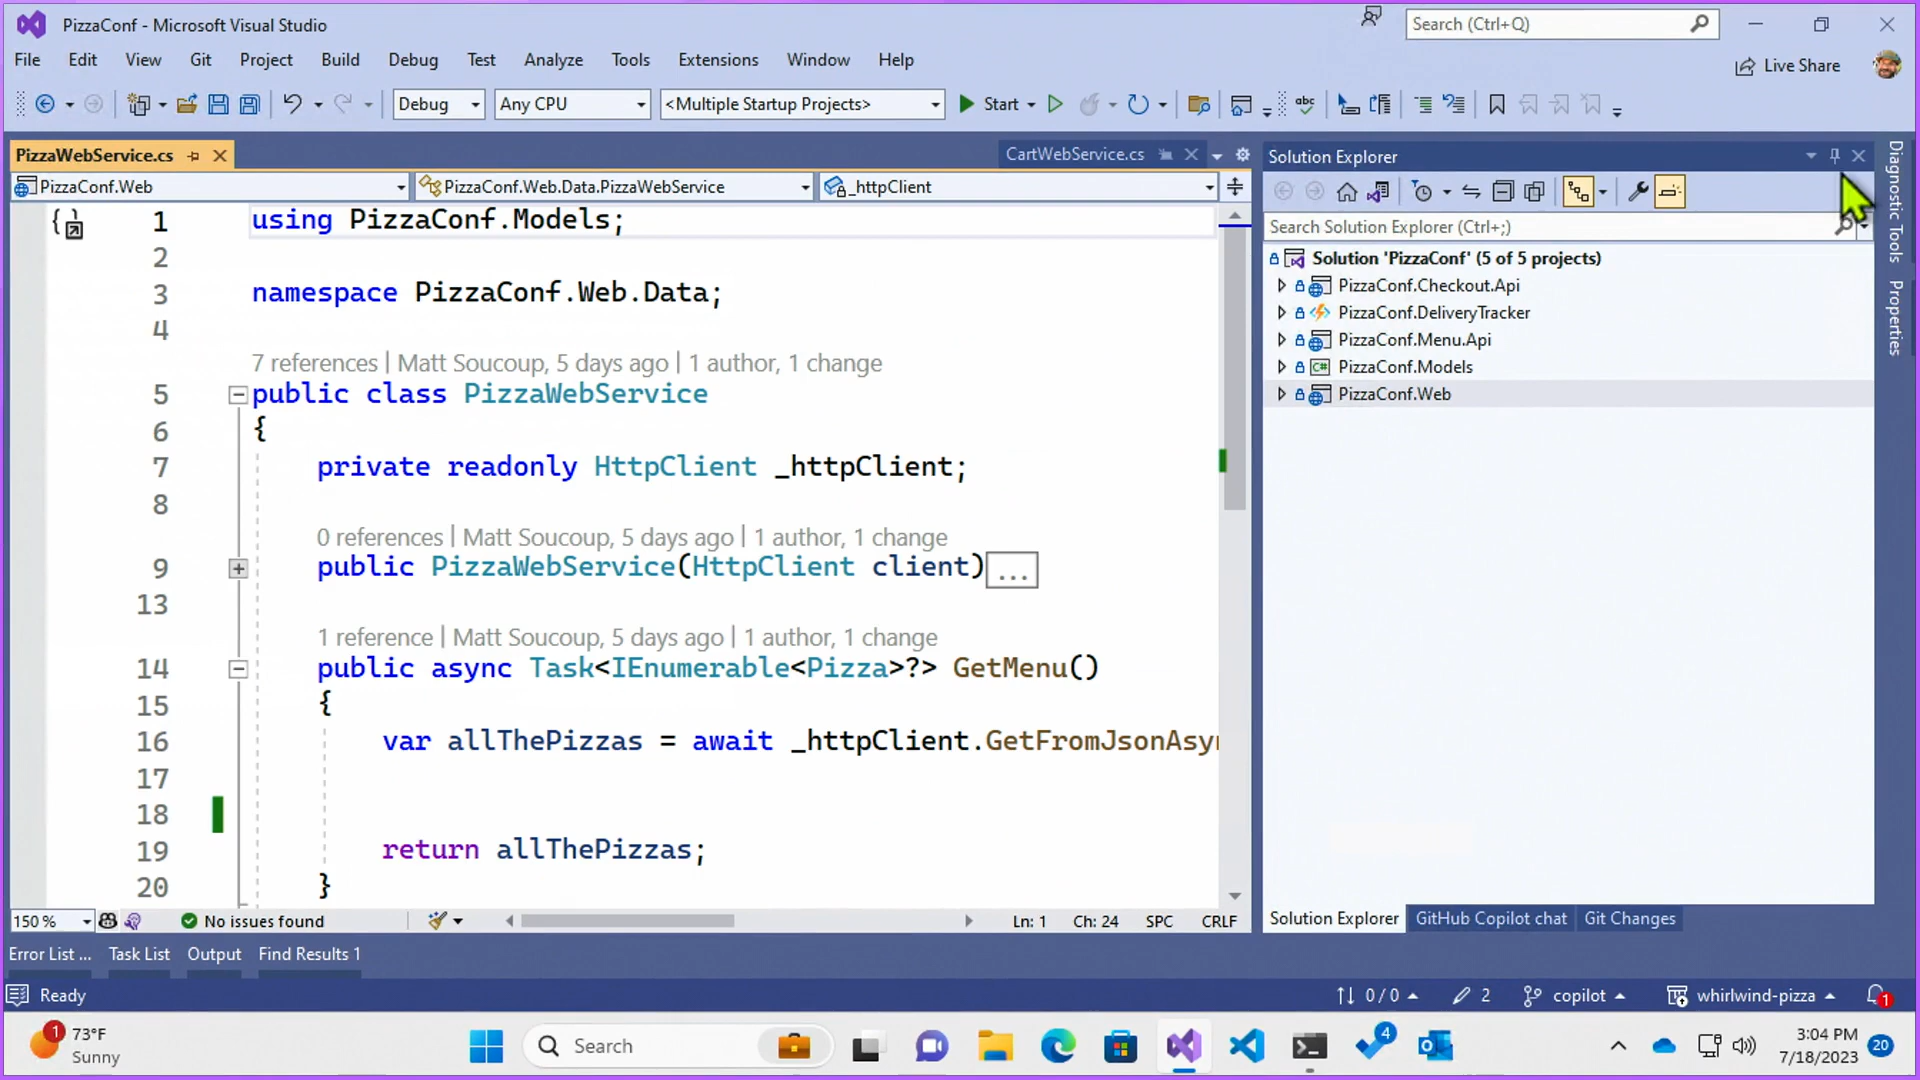 PizzaConf - Microsoft Visual Studio
Search (Ctrl+Q)
File Edit View Git Project Build Debug Test Analyze Tools Extensions Window Help
Live Share
Debug Any CPU <Multiple Startup Projects> Start abc
PizzaWebService.cs
CartWebService.cs
PizzaConf.Web PizzaConf.Web.Data.PizzaWebService _httpClient
1 using PizzaConf.Models;
2
3 namespace PizzaConf.Web.Data;
4
7 references | Matt Soucoup, 5 days ago | 1 author, 1 change
5 public class PizzaWebService
6 {
7 private readonly HttpClient _httpClient;
8
0 references | Matt Soucoup, 5 days ago | 1 author, 1 change
9 public PizzaWebService(HttpClient client)...
13
1 reference | Matt Soucoup, 5 days ago | 1 author, 1 change
14 public async Task<IEnumerable<Pizza>?> GetMenu()
15 {
16 var allThePizzas = await _httpClient.GetFromJsonAsyn
17
18
19 return allThePizzas;
20 }
150 % No issues found Ln: 1 Ch: 24 SPC CRLF
Solution Explorer
Search Solution Explorer (Ctrl+;)
Solution 'PizzaConf' (5 of 5 projects)
PizzaConf.Checkout.Api
PizzaConf.DeliveryTracker
PizzaConf.Menu.Api
C# PizzaConf.Models
PizzaConf.Web
Solution Explorer GitHub Copilot chat Git Changes
Diagnostic Tools
Properties
Error List ... Task List Output Find Results 1
Ready
0 / 0 2 copilot whirlwind-pizza 1
1 73°F
Sunny
Search
4
3:04 PM
7/18/2023
20